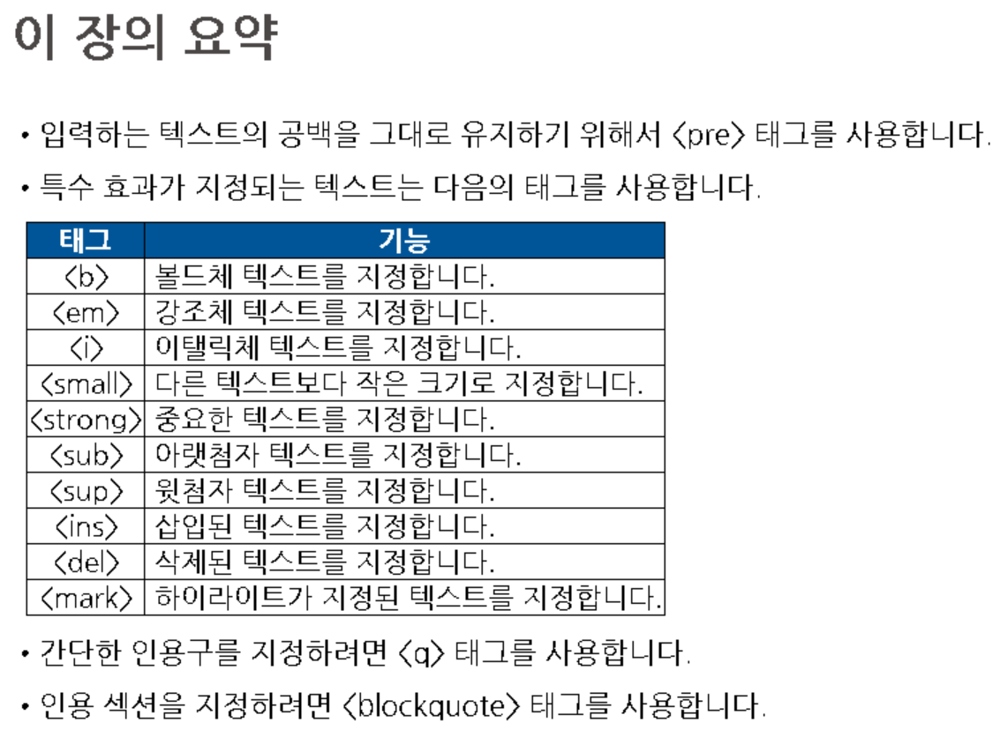 이 장의 요약
• 입력하는 텍스트의 공백을 그대로 유지하기 위해서 <pre> 태그를 사용합니다.
• 특수 효과가 지정되는 텍스트는 다음의 태그를 사용합니다.
태그 기능
<b> 볼드체 텍스트를 지정합니다.
<em> 강조체 텍스트를 지정합니다.
<i> 이탤릭체 텍스트를 지정합니다.
<small> 다른 텍스트보다 작은 크기로 지정합니다.
<strong> 중요한 텍스트를 지정합니다.
<sub> 아랫첨자 텍스트를 지정합니다.
<sup> 윗첨자 텍스트를 지정합니다.
<ins> 삽입된 텍스트를 지정합니다.
<del> 삭제된 텍스트를 지정합니다.
<mark> 하이라이트가 지정된 텍스트를 지정합니다.
• 간단한 인용구를 지정하려면 <q> 태그를 사용합니다.
• 인용 섹션을 지정하려면 <blockquote> 태그를 사용합니다.